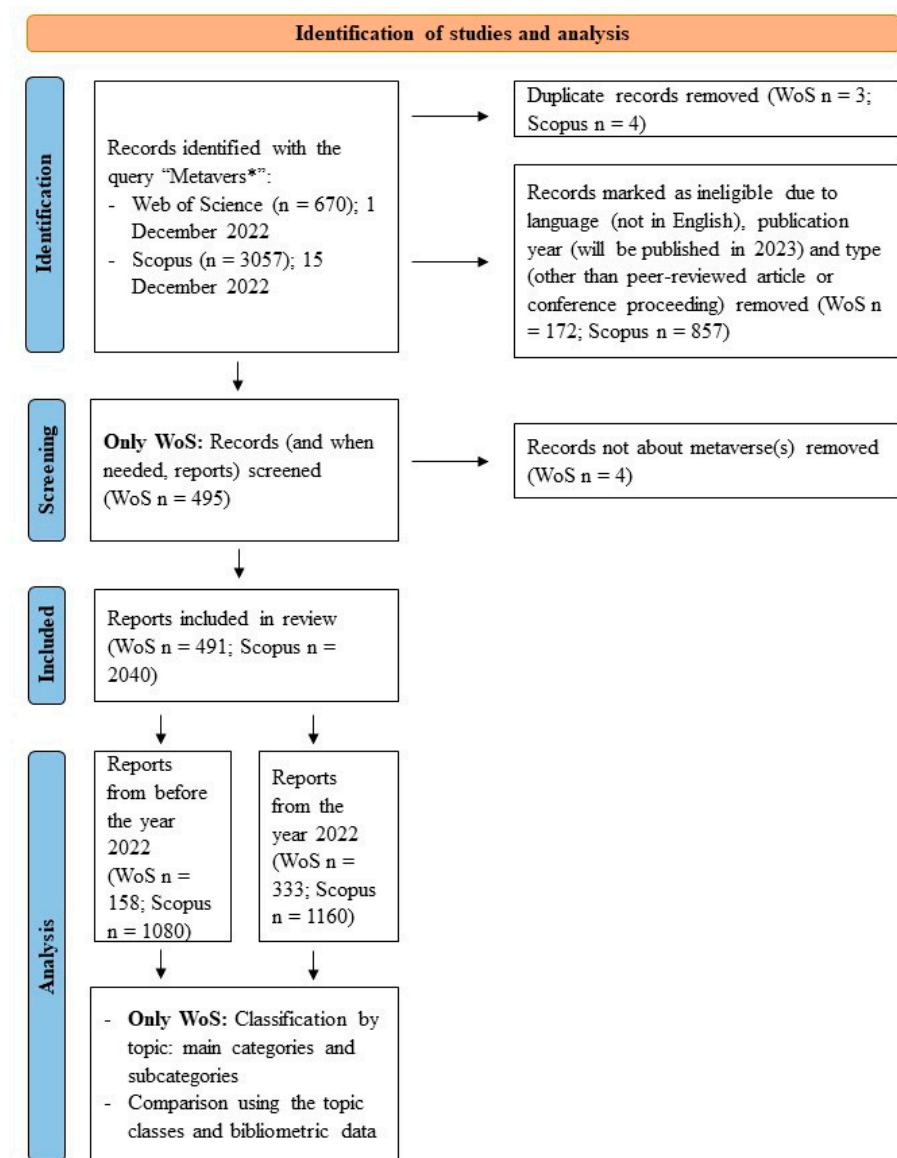 Identification of studies and analysis
Identification
Records identified with the
query “Metavers*”:
- Web of Science (n = 670); 1
December 2022
- Scopus (n = 3057); 15
December 2022
Duplicate records removed (WoS n = 3;
Scopus n = 4)
Records marked as ineligible due to
language (not in English), publication
year (will be published in 2023) and type
(other than peer-reviewed article or
conference proceeding) removed (WoS n
= 172; Scopus n = 857)
Screening
Only WoS: Records (and when
needed, reports) screened
(WoS n = 495)
Records not about metaverse(s) removed
(WoS n = 4)
Included
Reports included in review
(WoS n = 491; Scopus n =
2040)
Analysis
Reports
from before
the year
2022
(WoS n =
158; Scopus
n = 1080)
Reports
from the
year 2022
(WoS n =
333; Scopus
n = 1160)
- Only WoS: Classification by
topic: main categories and
subcategories
- Comparison using the topic
classes and bibliometric data